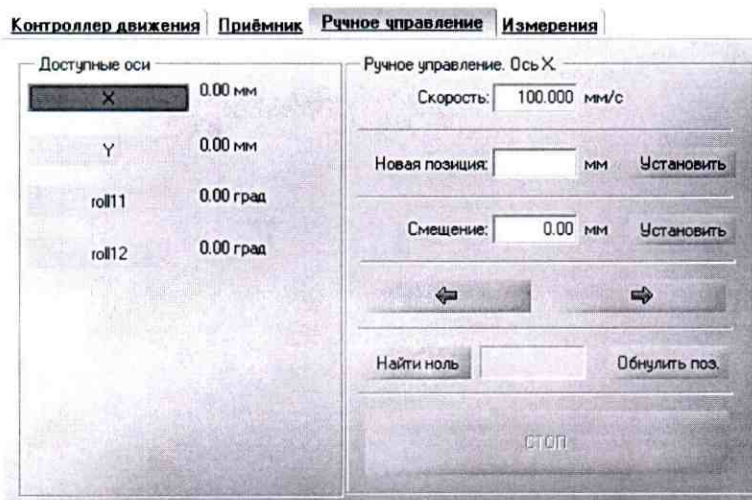 Контроллер движения Приёмник Ручное управление Измерения
Доступные оси
X 0.00 мм
Y 0.00 мм
roll11 0.00 град
roll12 0.00 град
Ручное управление. Ось X
Скорость: 100.000 мм/с
Новая позиция: мм Установить
Смещение: 0.00 мм Установить
Найти ноль Обнулить поз.
СТОП